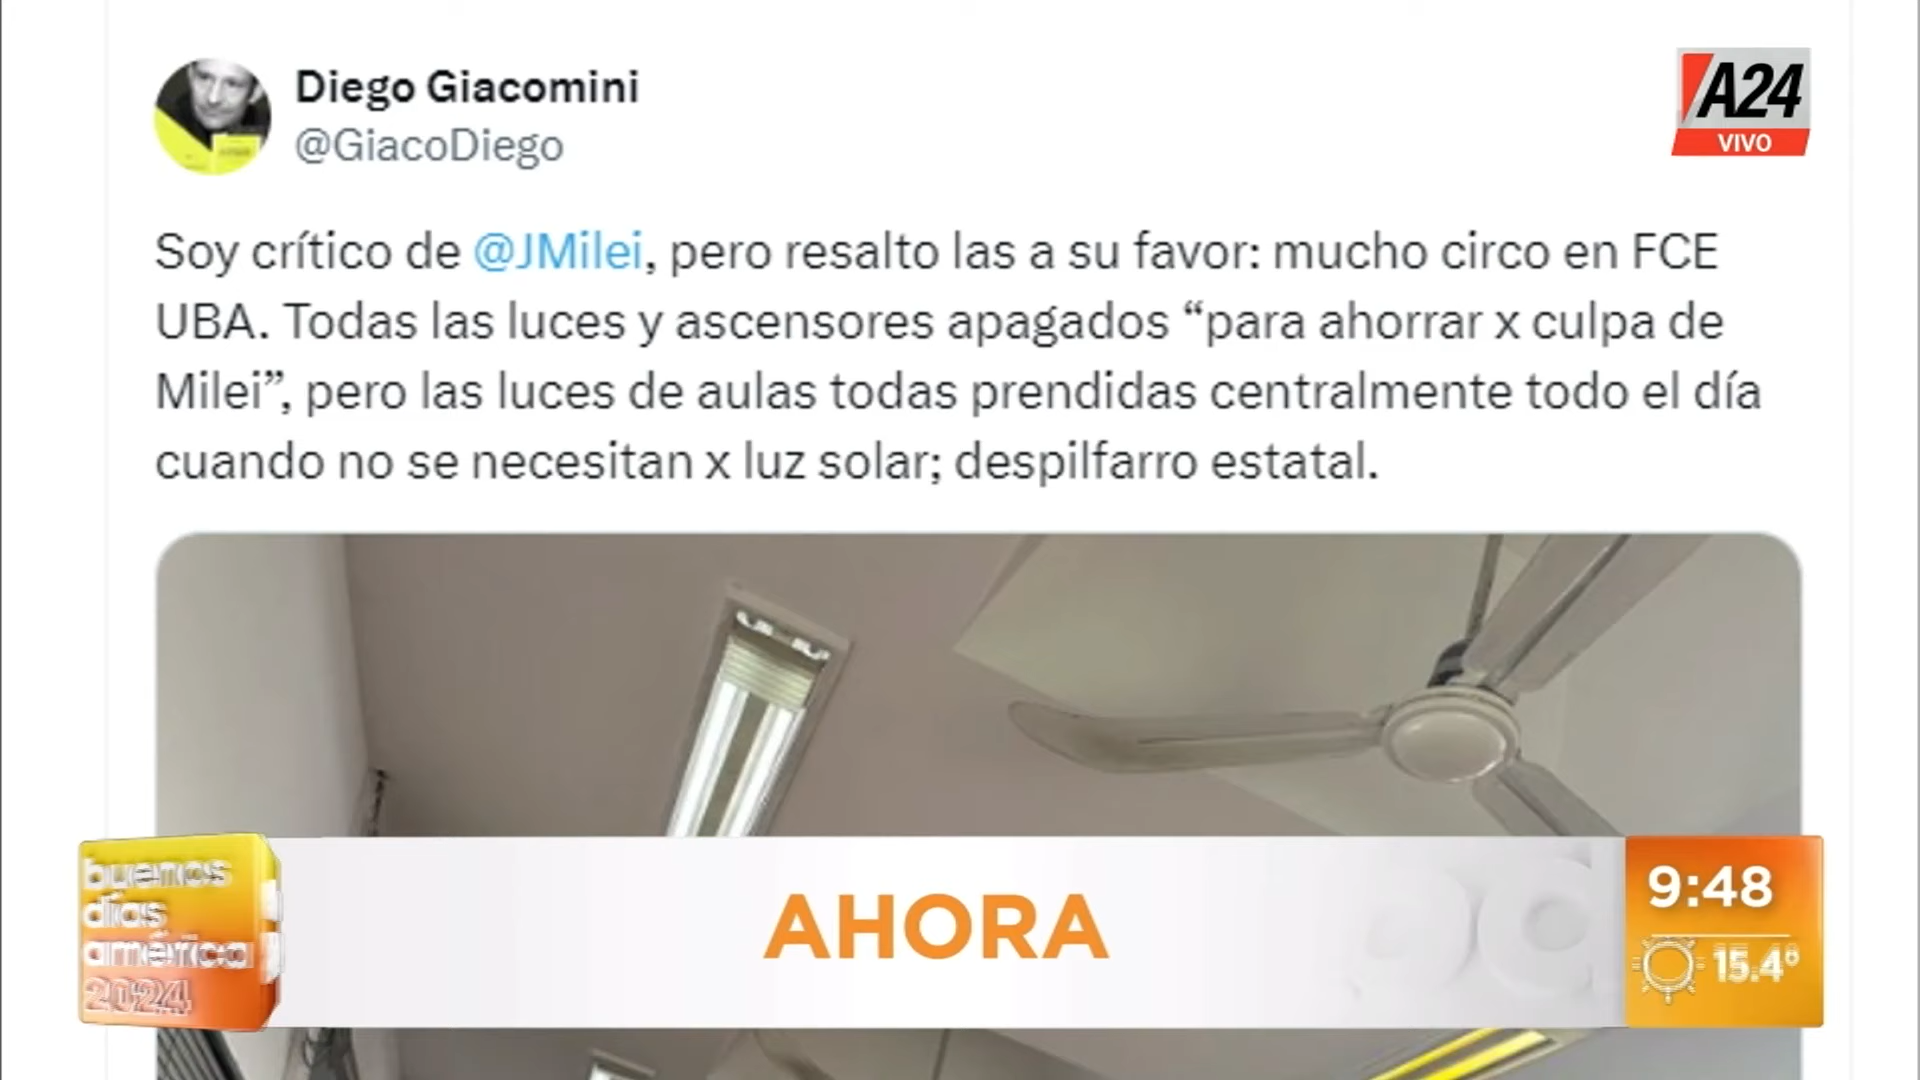 Diego Giacomini
@GiacoDiego
A24
VIVO
Soy crítico de @JMilei, pero resalto las a su favor: mucho circo en FCE
UBA. Todas las luces y ascensores apagados “para ahorrar x culpa de
Milei”, pero las luces de aulas todas prendidas centralmente todo el día
cuando no se necesitan x luz solar; despilfarro estatal.
buenos
días
américa
2024
AHORA
9:48
15.4º